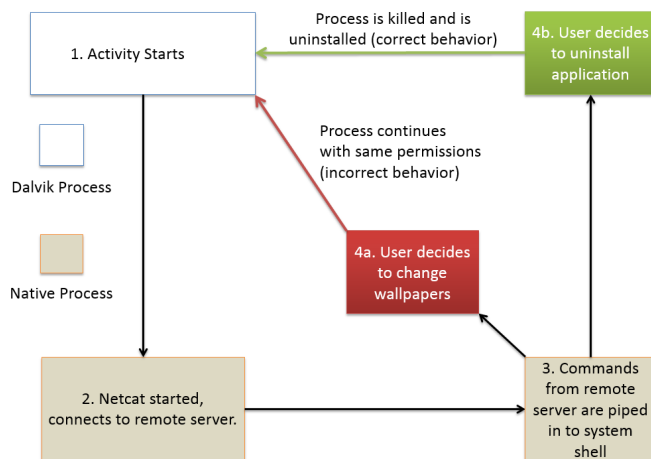 Process is killed and is
uninstalled (correct behavior)
1. Activity Starts
4b. User decides
to uninstall
application
Process continues
with same permissions
(incorrect behavior)
Dalvik Process
4a. User decides
to change
wallpapers
Native Process
2. Netcat started,
connects to remote server.
3. Commands
from remote
server are piped
in to system
shell